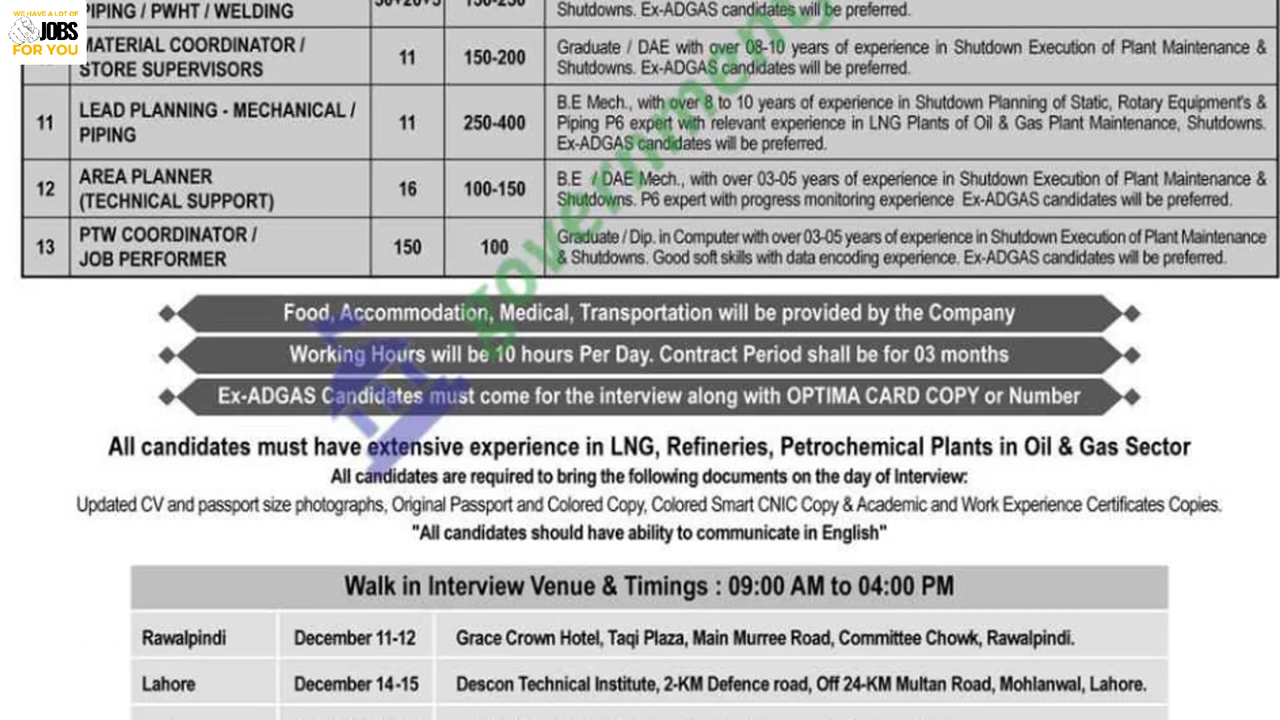 WE HAVE A LOT OF
JOBS
FOR YOU
PIPING / PWHT / WELDING
Shutdowns. Ex-ADGAS candidates will be preferred.
MATERIAL COORDINATOR /
STORE SUPERVISORS
11
150-200
Graduate / DAE with over 08-10 years of experience in Shutdown Execution of Plant Maintenance &
Shutdowns. Ex-ADGAS candidates will be preferred.
11
LEAD PLANNING - MECHANICAL /
PIPING
11
250-400
B.E Mech., with over 8 to 10 years of experience in Shutdown Planning of Static, Rotary Equipment's &
Piping P6 expert with relevant experience in LNG Plants of Oil & Gas Plant Maintenance, Shutdowns.
Ex-ADGAS candidates will be preferred.
12
AREA PLANNER
(TECHNICAL SUPPORT)
16
100-150
B.E / DAE Mech., with over 03-05 years of experience in Shutdown Execution of Plant Maintenance &
Shutdowns. P6 expert with progress monitoring experience Ex-ADGAS candidates will be preferred.
13
PTW COORDINATOR /
JOB PERFORMER
150
100
Graduate / Dip. in Computer with over 03-05 years of experience in Shutdown Execution of Plant Maintenance
& Shutdowns. Good soft skills with data encoding experience. Ex-ADGAS candidates will be preferred.
government
Food, Accommodation, Medical, Transportation will be provided by the Company
Working Hours will be 10 hours Per Day. Contract Period shall be for 03 months
Ex-ADGAS Candidates must come for the interview along with OPTIMA CARD COPY or Number
All candidates must have extensive experience in LNG, Refineries, Petrochemical Plants in Oil & Gas Sector
All candidates are required to bring the following documents on the day of Interview:
Updated CV and passport size photographs, Original Passport and Colored Copy, Colored Smart CNIC Copy & Academic and Work Experience Certificates Copies.
"All candidates should have ability to communicate in English"
Walk in Interview Venue & Timings : 09:00 AM to 04:00 PM
Rawalpindi
December 11-12
Grace Crown Hotel, Taqi Plaza, Main Murree Road, Committee Chowk, Rawalpindi.
Lahore
December 14-15
Descon Technical Institute, 2-KM Defence road, Off 24-KM Multan Road, Mohlanwal, Lahore.